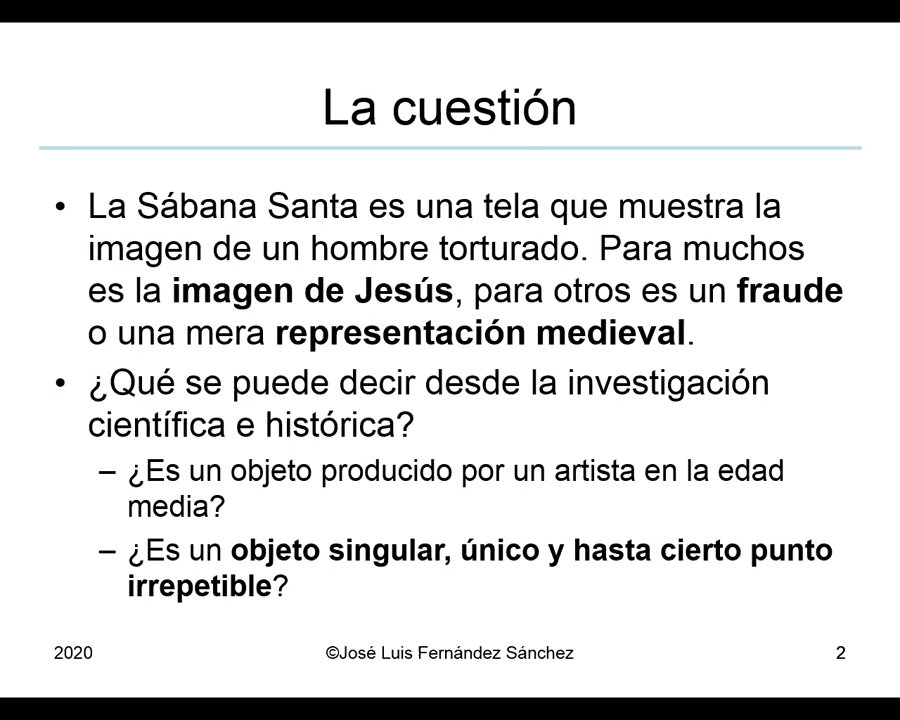 La cuestión
• La Sábana Santa es una tela que muestra la
imagen de un hombre torturado. Para muchos
es la imagen de Jesús, para otros es un fraude
o una mera representación medieval.
• ¿Qué se puede decir desde la investigación
científica e histórica?
– ¿Es un objeto producido por un artista en la edad
media?
– ¿Es un objeto singular, único y hasta cierto punto
irrepetible?
2020 ©José Luis Fernández Sánchez 2